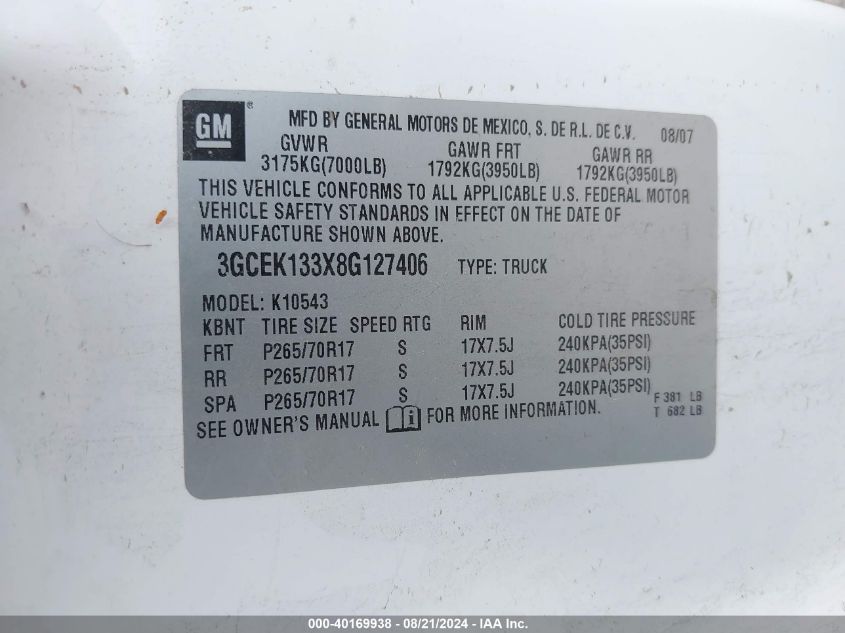 GM®
MFD BY GENERAL MOTORS DE MEXICO, S. DE R.L. DE C.V. 08/07
GVWR GAWR FRT GAWR RR
3175KG(7000LB) 1792KG(3950LB) 1792KG(3950LB)
THIS VEHICLE CONFORMS TO ALL APPLICABLE U.S. FEDERAL MOTOR
VEHICLE SAFETY STANDARDS IN EFFECT ON THE DATE OF
MANUFACTURE SHOWN ABOVE.
3GCEK133X8G127406 TYPE: TRUCK
MODEL: K10543
KBNT TIRE SIZE SPEED RTG RIM COLD TIRE PRESSURE
FRT P265/70R17 S 17X7.5J 240KPA(35PSI)
RR P265/70R17 S 17X7.5J 240KPA(35PSI)
SPA P265/70R17 S 17X7.5J 240KPA(35PSI)
F 381 LB
T 682 LB
SEE OWNER'S MANUAL i FOR MORE INFORMATION.
000-40169938 - 08/21/2024 - IAA Inc.